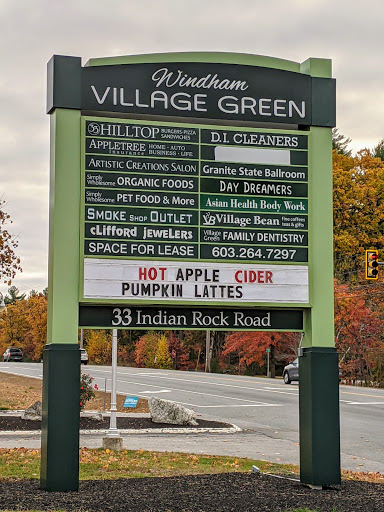 Windham
VILLAGE GREEN
35 HILLTOP BURGERS-PIZZA SANDWICHES
D.I. CLEANERS
APPLETREE INSURANCE HOME · AUTO BUSINESS · LIFE
ARTISTIC CREATIONS SALON
Granite State Ballroom
Simply Wholesome ORGANIC FOODS
DAY DREAMERS
Simply Wholesome PET FOOD & MORE
Asian Health Body Work
SMOKE SHOP OUTLET
Village Bean fine coffees teas & gifts
Clifford Jewelers
Village Green FAMILY DENTISTRY
SPACE FOR LEASE
603.264.7297
HOT APPLE CIDER
PUMPKIN LATTES
33 Indian Rock Road